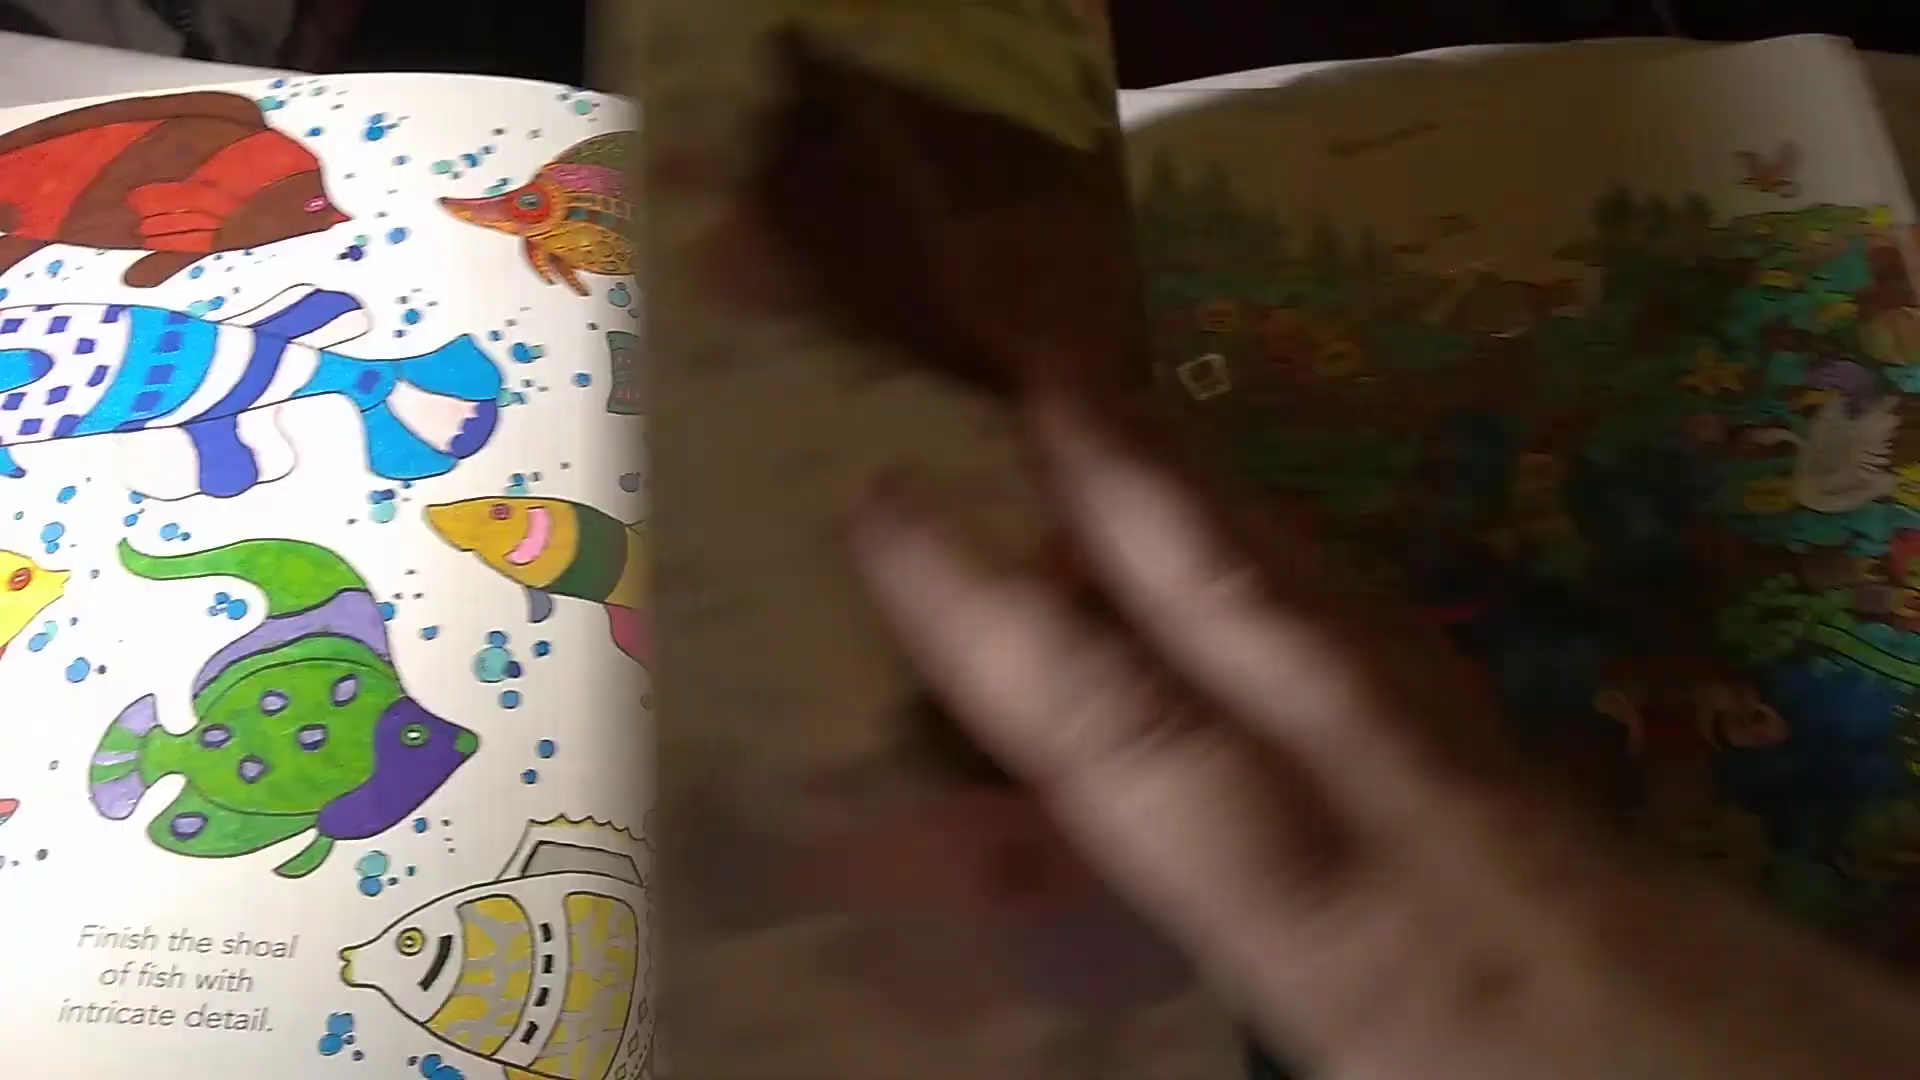 Finish the shoal
of fish with
intricate detail.